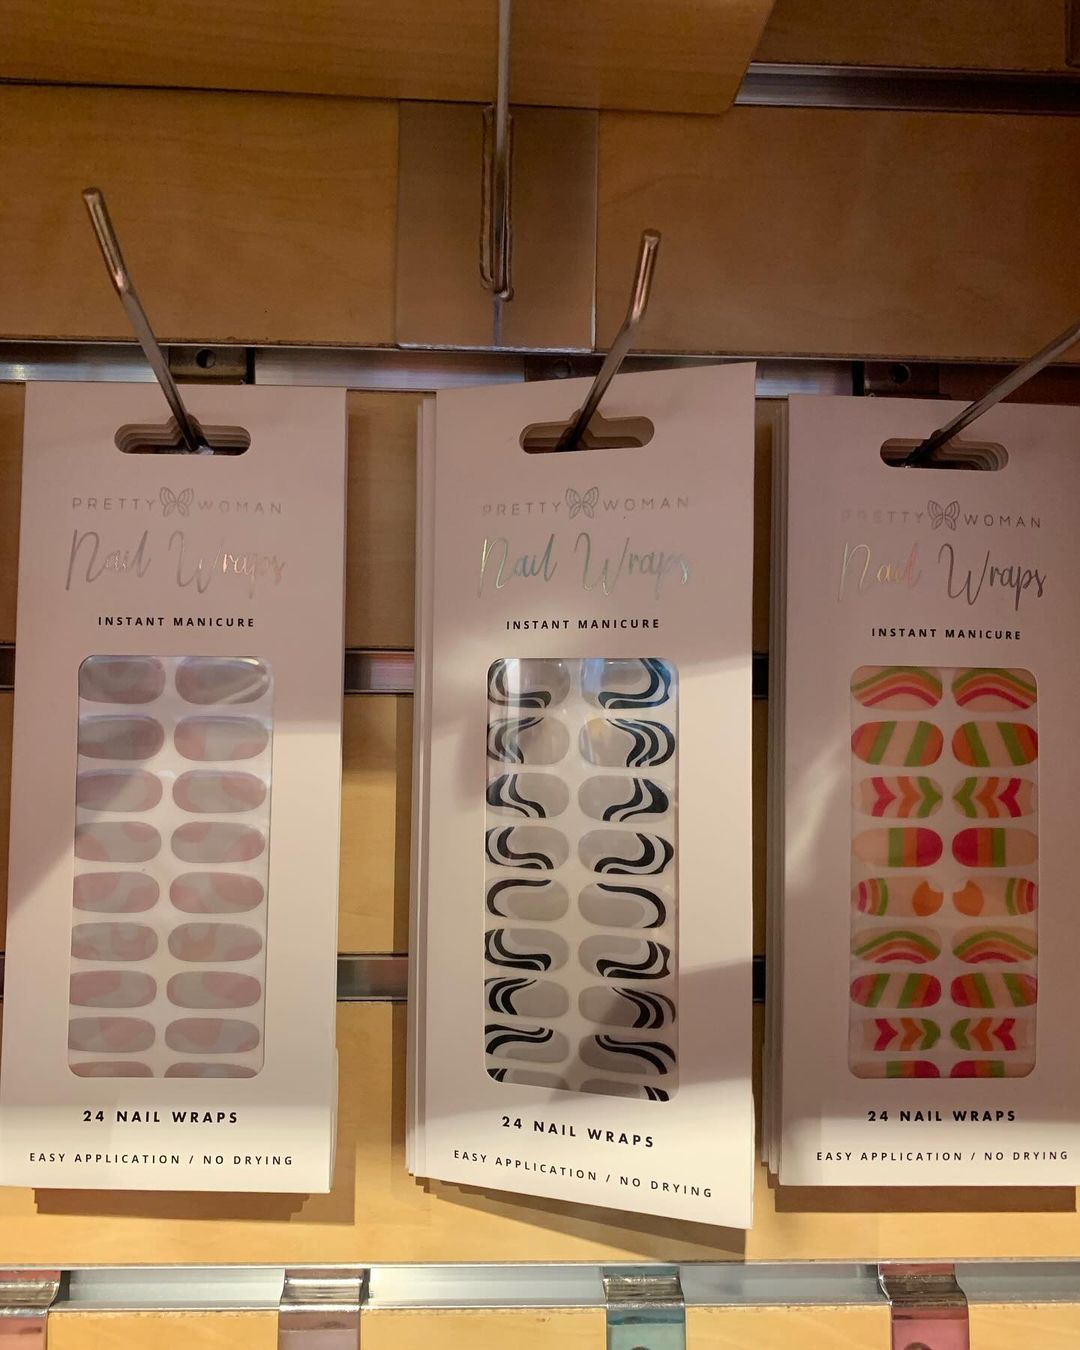 PRETTY WOMAN
Nail Wraps
INSTANT MANICURE
24 NAIL WRAPS
EASY APPLICATION / NO DRYING
PRETTY WOMAN
Nail Wraps
INSTANT MANICURE
24 NAIL WRAPS
EASY APPLICATION / NO DRYING
PRETTY WOMAN
Nail Wraps
INSTANT MANICURE
24 NAIL WRAPS
EASY APPLICATION / NO DRYING